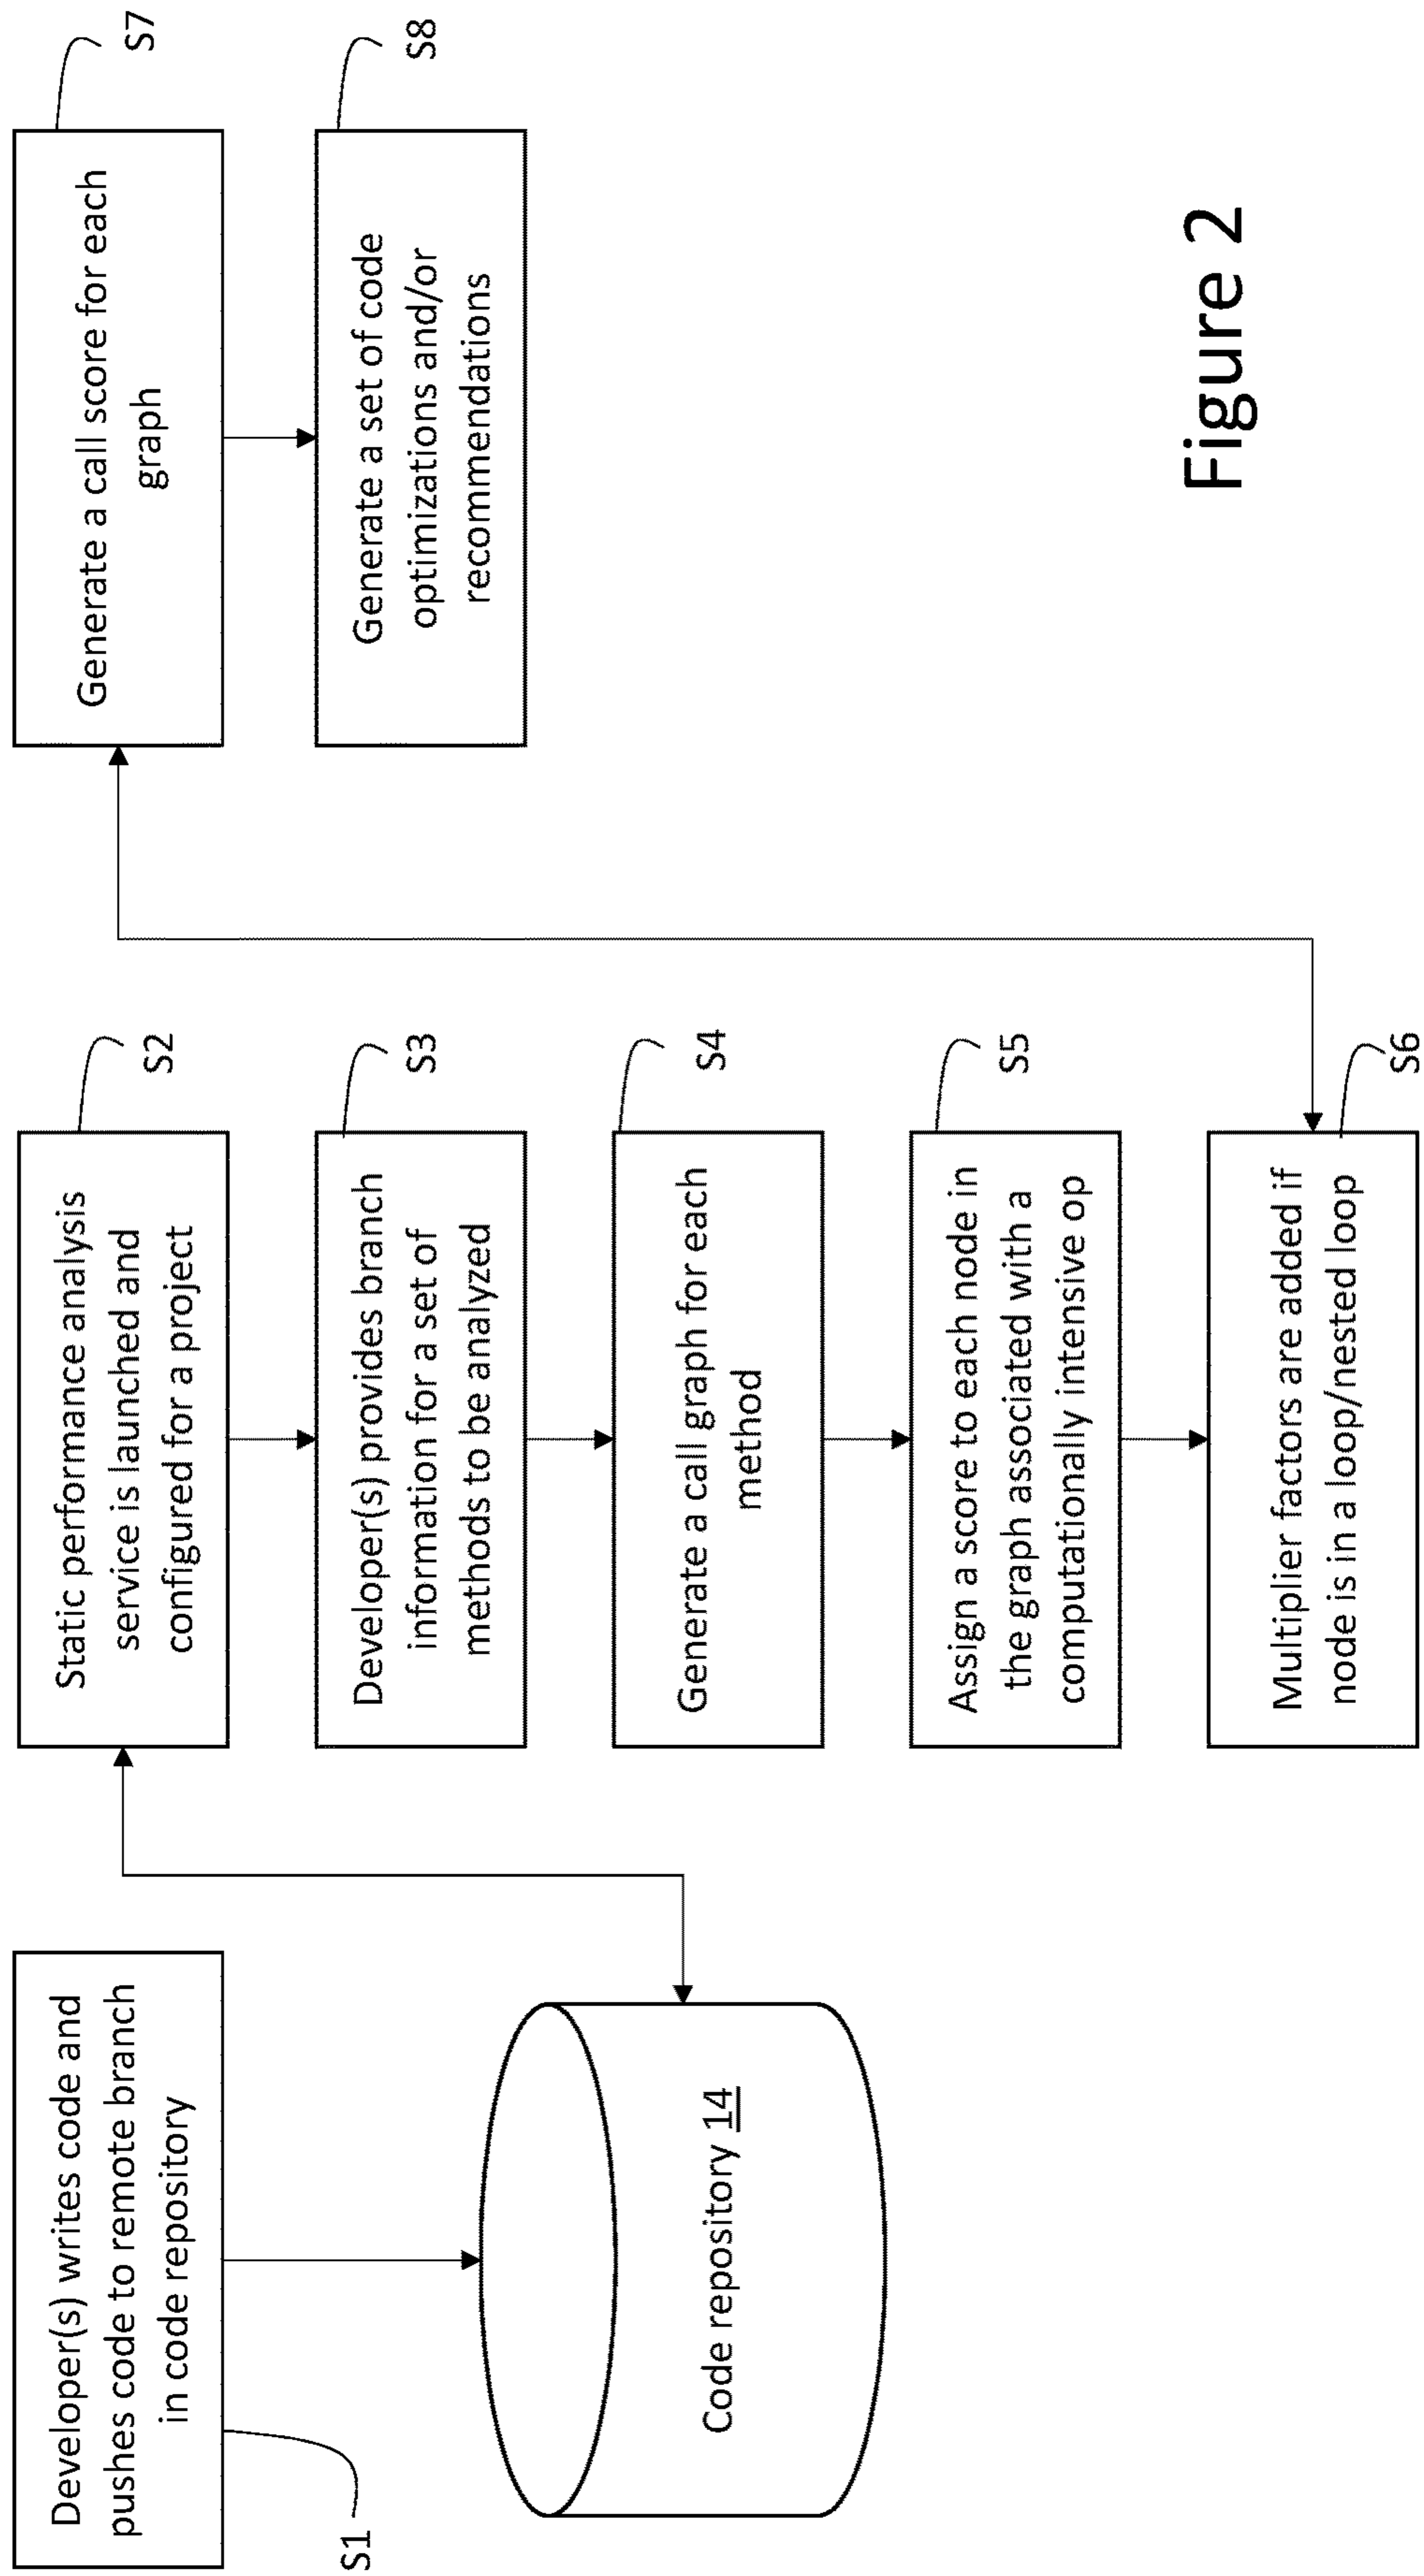 Developer(s) writes code and
pushes code to remote branch
in code repository
S1
Code repository 14
Static performance analysis
service is launched and
configured for a project
S2
Developer(s) provides branch
information for a set of
methods to be analyzed
S3
Generate a call graph for each
method
S4
Assign a score to each node in
the graph associated with a
computationally intensive op
S5
Multiplier factors are added if
node is in a loop/nested loop
S6
Generate a call score for each
graph
S7
Generate a set of code
optimizations and/or
recommendations
S8
Figure 2